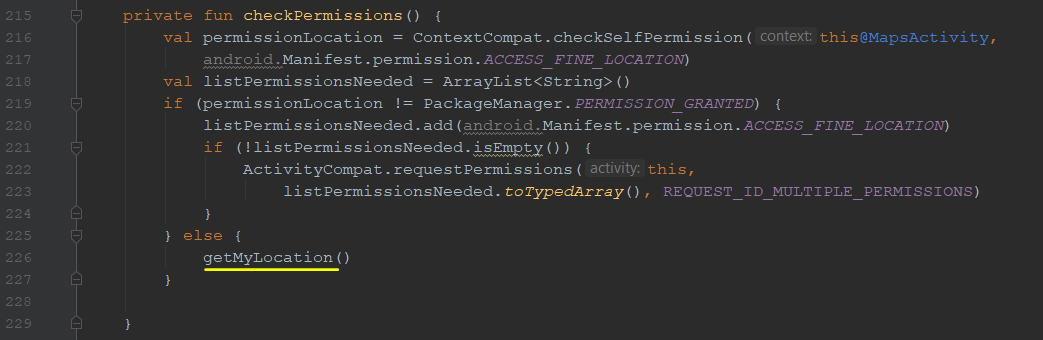 215 private fun checkPermissions() {
216 val permissionLocation = ContextCompat.checkSelfPermission( context: this@MapsActivity,
217 android.Manifest.permission.ACCESS_FINE_LOCATION)
218 val listPermissionsNeeded = ArrayList<String>()
219 if (permissionLocation != PackageManager.PERMISSION_GRANTED) {
220 listPermissionsNeeded.add(android.Manifest.permission.ACCESS_FINE_LOCATION)
221 if (!listPermissionsNeeded.isEmpty()) {
222 ActivityCompat.requestPermissions( activity: this,
223 listPermissionsNeeded.toTypedArray(), REQUEST_ID_MULTIPLE_PERMISSIONS)
224 }
225 } else {
226 getMyLocation()
227 }
228
229 }